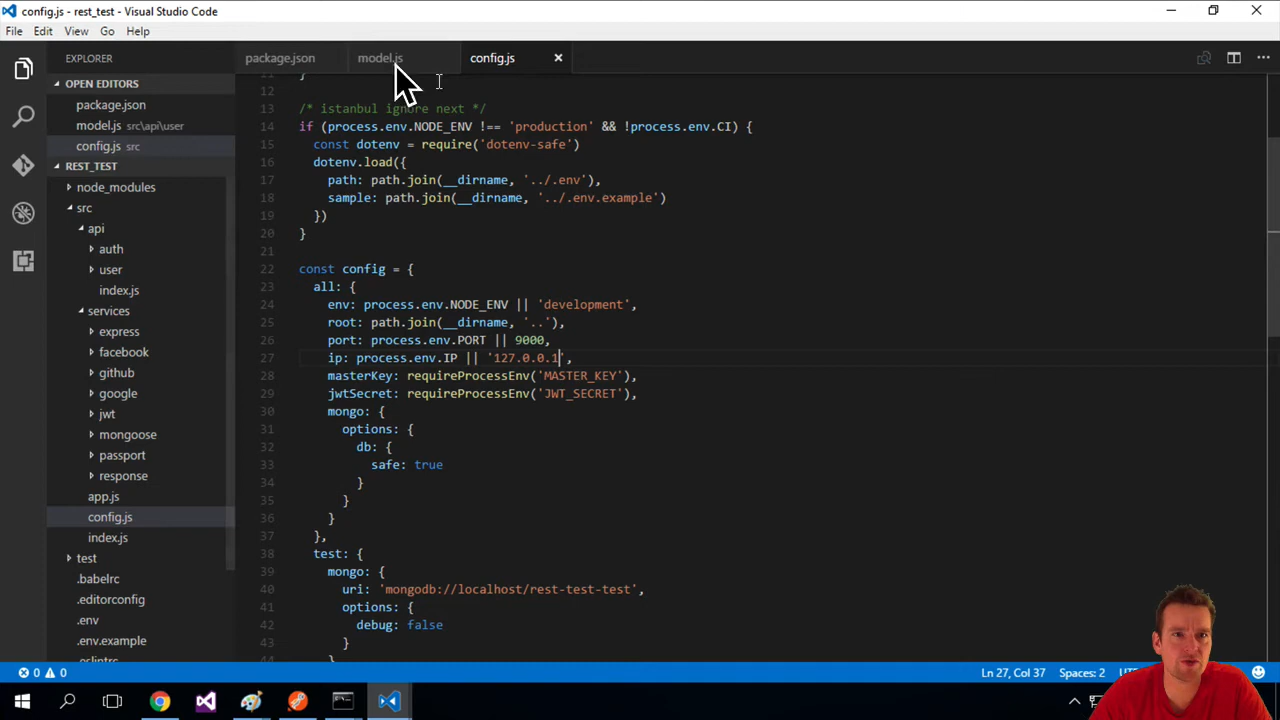 config.js - rest_test - Visual Studio Code
File Edit View Go Help
EXPLORER
OPEN EDITORS
package.json
model.js src\api\user
config.js src
REST_TEST
node_modules
src
api
auth
user
index.js
services
express
facebook
github
google
jwt
mongoose
passport
response
app.js
config.js
index.js
test
.babelrc
.editorconfig
.env
.env.example
.eslintrc
package.json model.js config.js
11 }
12
13 /* istanbul ignore next */
14 if (process.env.NODE_ENV !== 'production' && !process.env.CI) {
15 const dotenv = require('dotenv-safe')
16 dotenv.load({
17 path: path.join(__dirname, '../.env'),
18 sample: path.join(__dirname, '../.env.example')
19 })
20 }
21
22 const config = {
23 all: {
24 env: process.env.NODE_ENV || 'development',
25 root: path.join(__dirname, '..'),
26 port: process.env.PORT || 9000,
27 ip: process.env.IP || '127.0.0.1',
28 masterKey: requireProcessEnv('MASTER_KEY'),
29 jwtSecret: requireProcessEnv('JWT_SECRET'),
30 mongo: {
31 options: {
32 db: {
33 safe: true
34 }
35 }
36 }
37 },
38 test: {
39 mongo: {
40 uri: 'mongodb://localhost/rest-test-test',
41 options: {
42 debug: false
43 }
44 }
0 0 Ln 27, Col 37 Spaces: 2